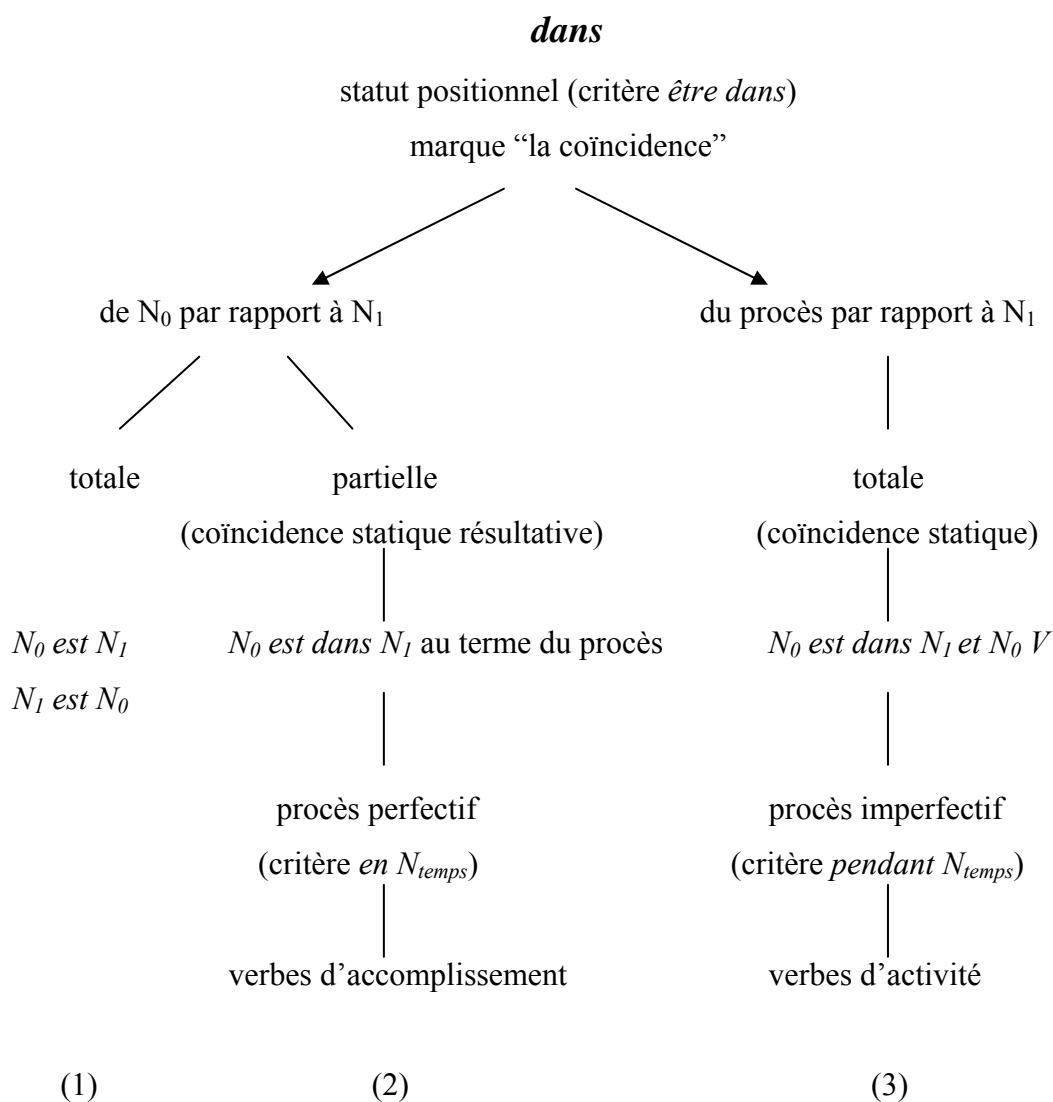 dans
statut positionnel (critère être dans)
marque “la coïncidence”
de N₀ par rapport à N₁
du procès par rapport à N₁
totale
partielle
totale
(coïncidence statique résultative)
(coïncidence statique)
N₀ est N₁
N₀ est dans N₁ au terme du procès
N₀ est dans N₁ et N₀ V
N₁ est N₀
procès perfectif
procès imperfectif
(critère en Ntemps)
(critère pendant Ntemps)
verbes d’accomplissement
verbes d’activité
(1)
(2)
(3)